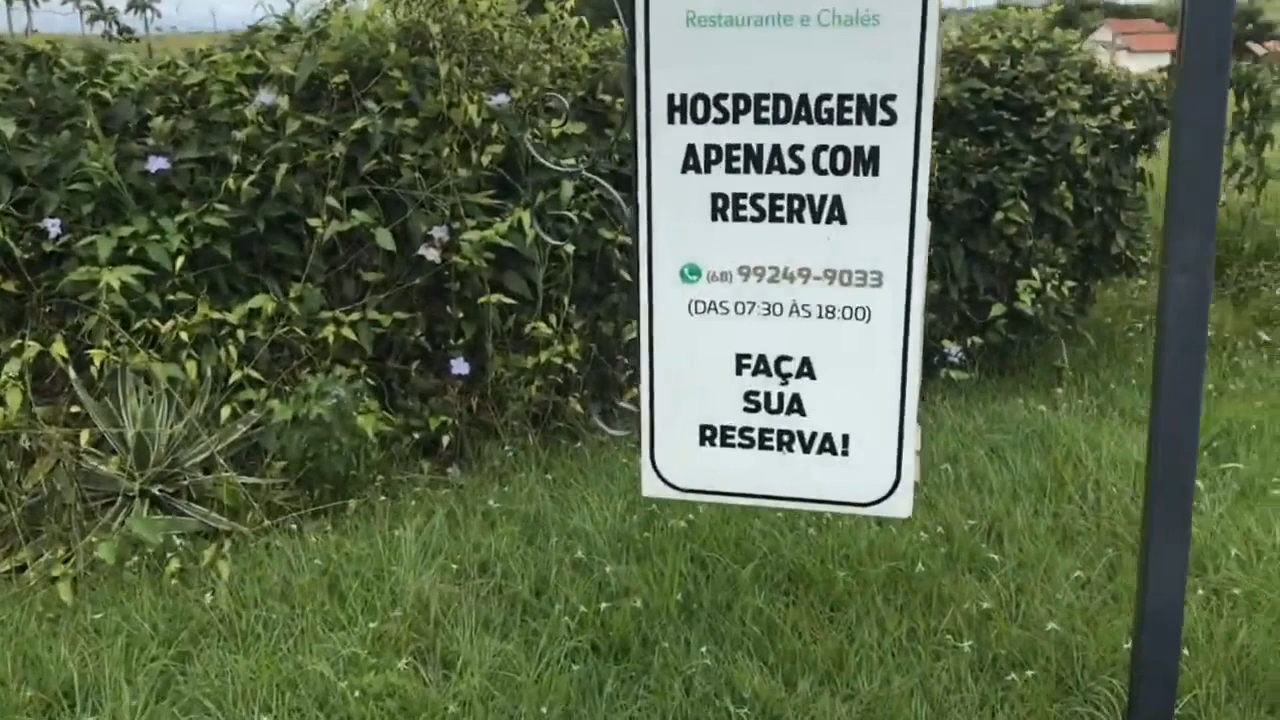 Restaurante e Chalés
HOSPEDAGENS
APENAS COM
RESERVA
(68) 99249-9033
(DAS 07:30 ÀS 18:00)
FAÇA
SUA
RESERVA!